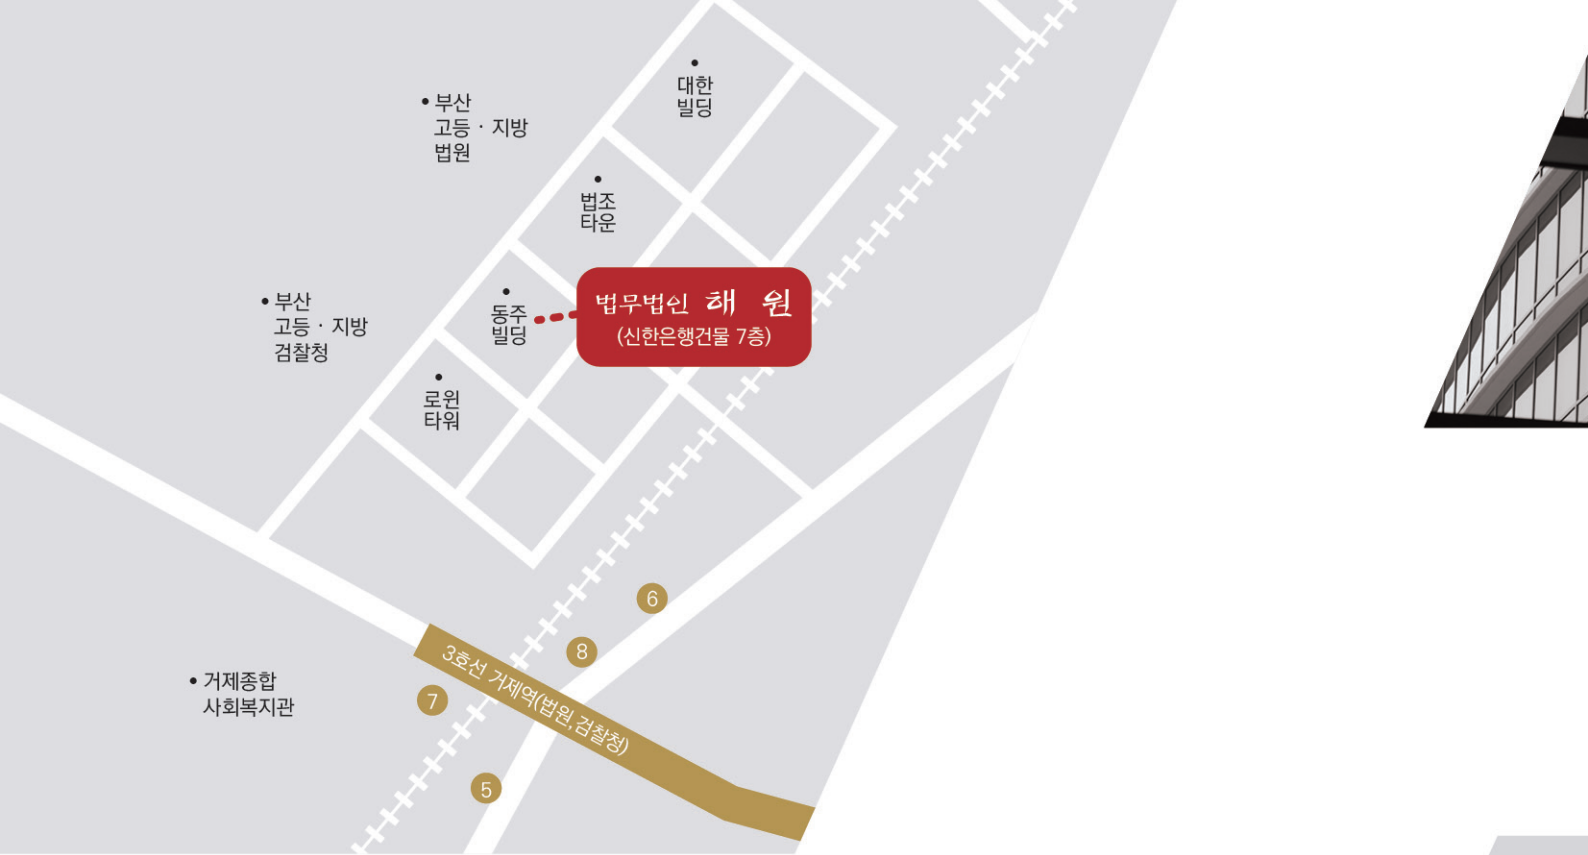 대한
빌딩
부산
고등 · 지방
법원
법조
타운
부산
고등 · 지방
검찰청
동주
빌딩
법무법인 해 원
(신한은행건물 7층)
로윈
타워
6
8
3호선 거제역(법원,검찰청)
7
거제종합
사회복지관
5